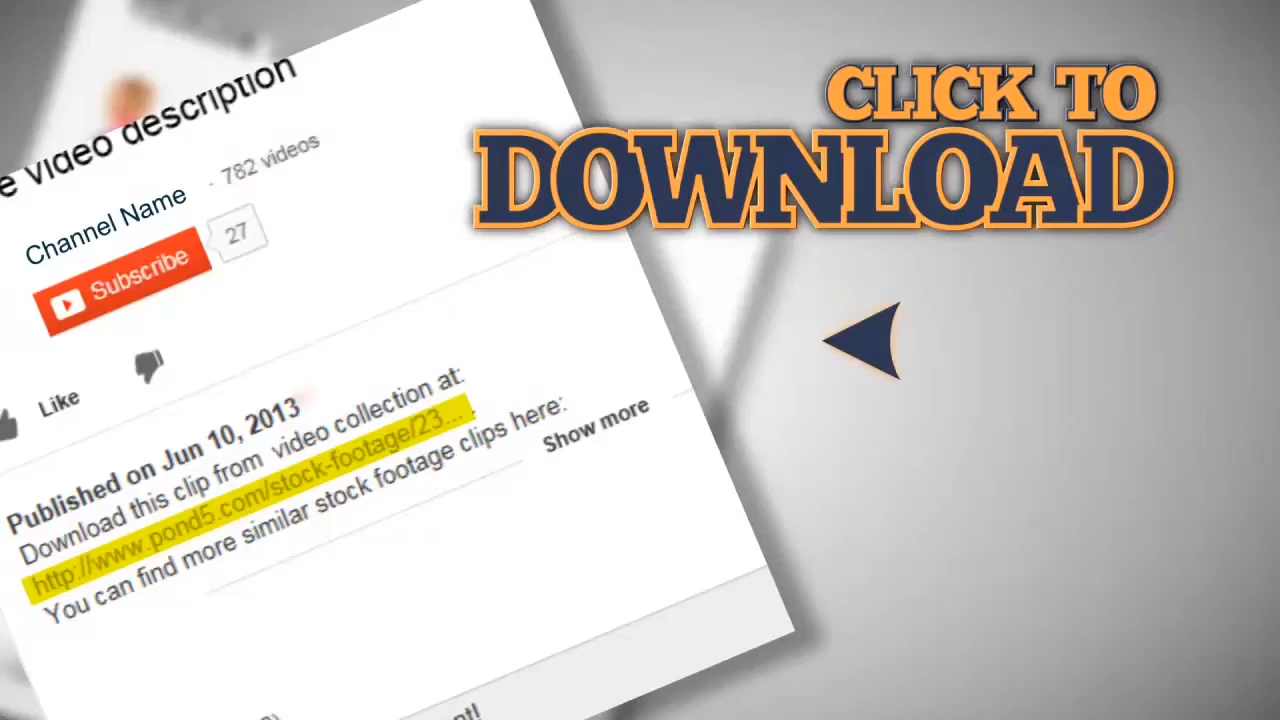 CLICK TO
DOWNLOAD
e video description
Channel Name
· 782 videos
Subscribe
27
Like
Published on Jun 10, 2013
Download this clip from video collection at:
http://www.pond5.com/stock-footage/23... .
You can find more similar stock footage clips here:
Show more